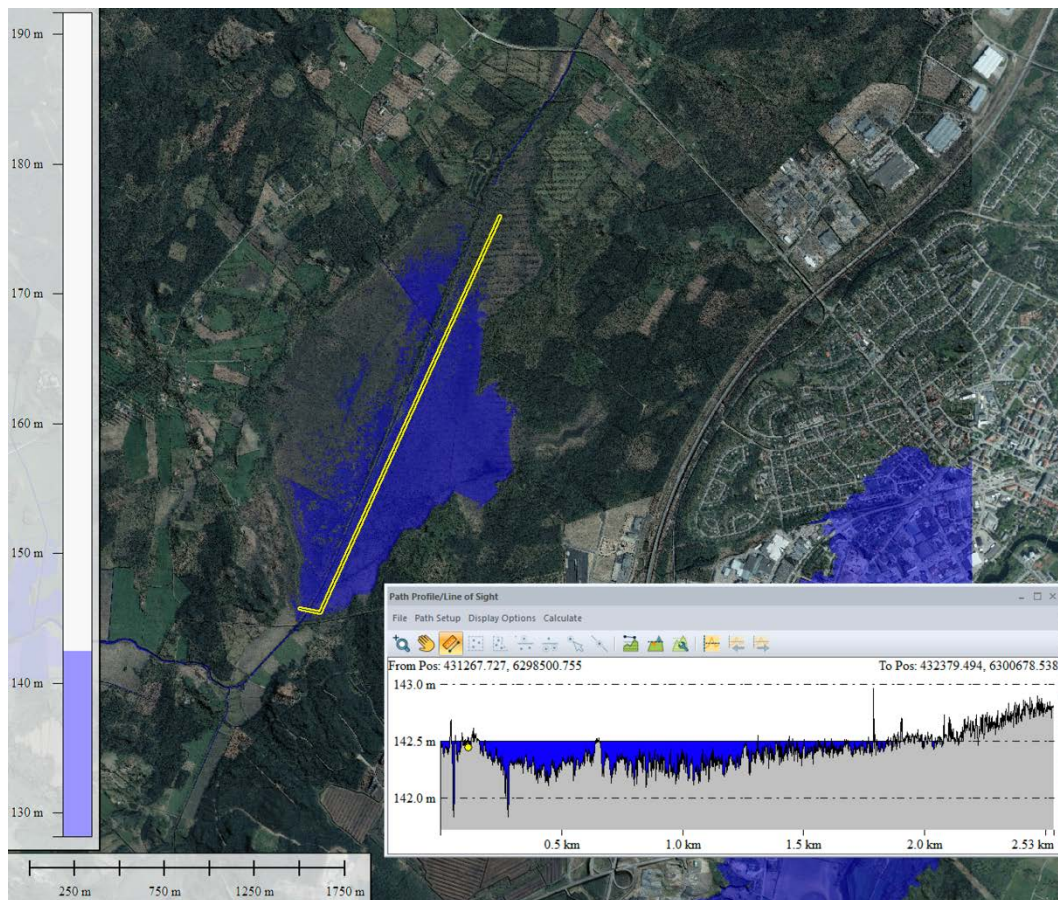 190 m
180 m
170 m
160 m
150 m
140 m
130 m
250 m 750 m 1250 m 1750 m
Path Profile/Line of Sight
File Path Setup Display Options Calculate
From Pos: 431267.727, 6298500.755 To Pos: 432379.494, 6300678.538
143.0 m
142.5 m
142.0 m
0.5 km 1.0 km 1.5 km 2.0 km 2.53 km